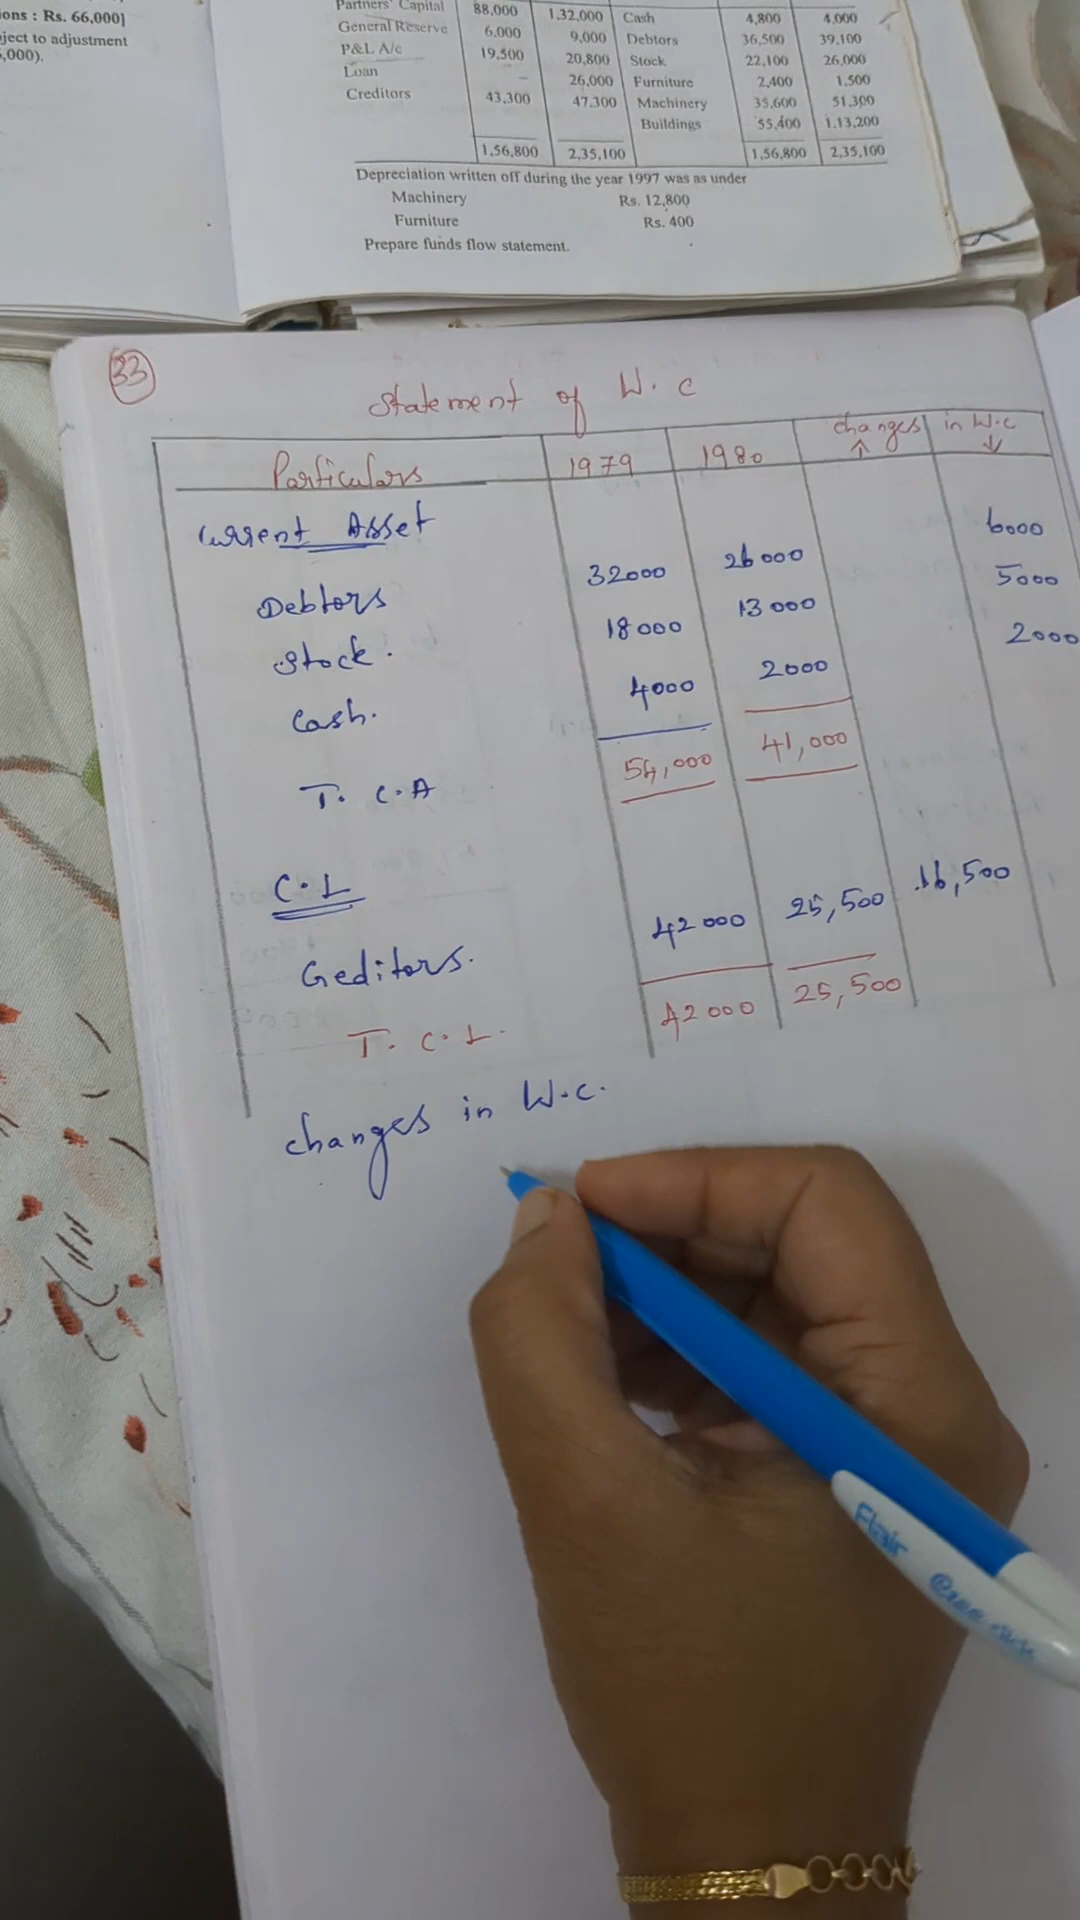 ions : Rs. 66,000]
ject to adjustment
,000).
Partners' Capital 88,000 1,32,000 Cash 4,800 4,000
General Reserve 6,000 9,000 Debtors 36,500 39,100
P&L A/c 19,500 20,800 Stock 22,100 26,000
Loan – 26,000 Furniture 2,400 1,500
Creditors 43,300 47,300 Machinery 35,600 51,300
Buildings 55,400 1,13,200
1,56,800 2,35,100 1,56,800 2,35,100
Depreciation written off during the year 1997 was as under
Machinery Rs. 12,800
Furniture Rs. 400
Prepare funds flow statement.
33
Statement of W.C
Particulars 1979 1980 changes in W.C
↑ ↓
Current Asset
Debtors 32000 26000 6000
Stock. 18000 13000 5000
Cash. 4000 2000 2000
T. C.A 54,000 41,000
C.L
Creditors. 42000 25,500 16,500
T. C.L. 42000 25,500
changes in W.C.
Flair